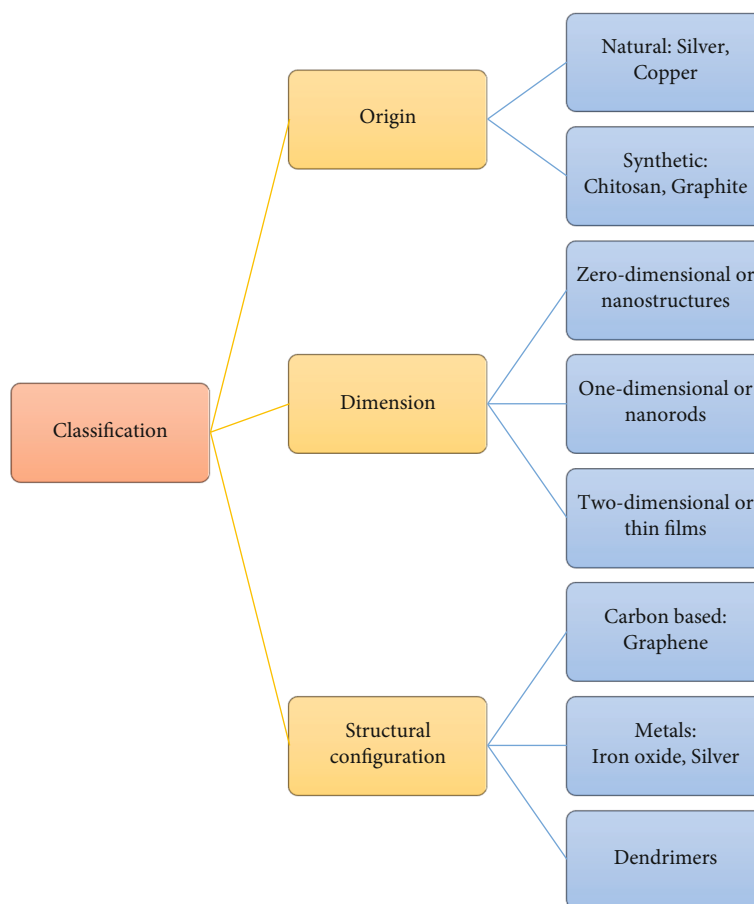 Classification
Origin
Natural: Silver,
Copper
Synthetic:
Chitosan, Graphite
Dimension
Zero-dimensional or
nanostructures
One-dimensional or
nanorods
Two-dimensional or
thin films
Structural
configuration
Carbon based:
Graphene
Metals:
Iron oxide, Silver
Dendrimers